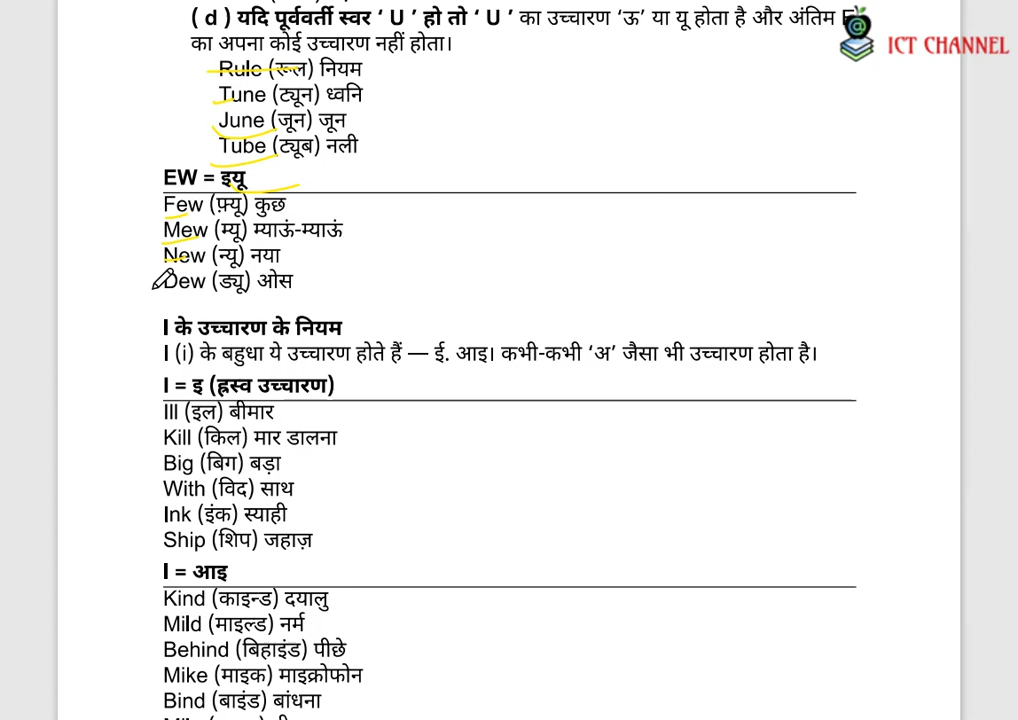 ( d ) यदि पूर्ववर्ती स्वर ‘ U ’ हो तो ‘ U ’ का उच्चारण ‘ऊ’ या यू होता है और अंतिम E
का अपना कोई उच्चारण नहीं होता।
ICT CHANNEL
Rule (रूल) नियम
Tune (ट्यून) ध्वनि
June (जून) जून
Tube (ट्यूब) नली
EW = इयू
Few (फ़्यू) कुछ
Mew (म्यू) म्याऊं-म्याऊं
New (न्यू) नया
Dew (ड्यू) ओस
I के उच्चारण के नियम
I (i) के बहुधा ये उच्चारण होते हैं — ई. आइ। कभी-कभी ‘अ’ जैसा भी उच्चारण होता है।
I = इ (ह्रस्व उच्चारण)
Ill (इल) बीमार
Kill (किल) मार डालना
Big (बिग) बड़ा
With (विद) साथ
Ink (इंक) स्याही
Ship (शिप) जहाज़
I = आइ
Kind (काइन्ड) दयालु
Mild (माइल्ड) नर्म
Behind (बिहाइंड) पीछे
Mike (माइक) माइक्रोफोन
Bind (बाइंड) बांधना